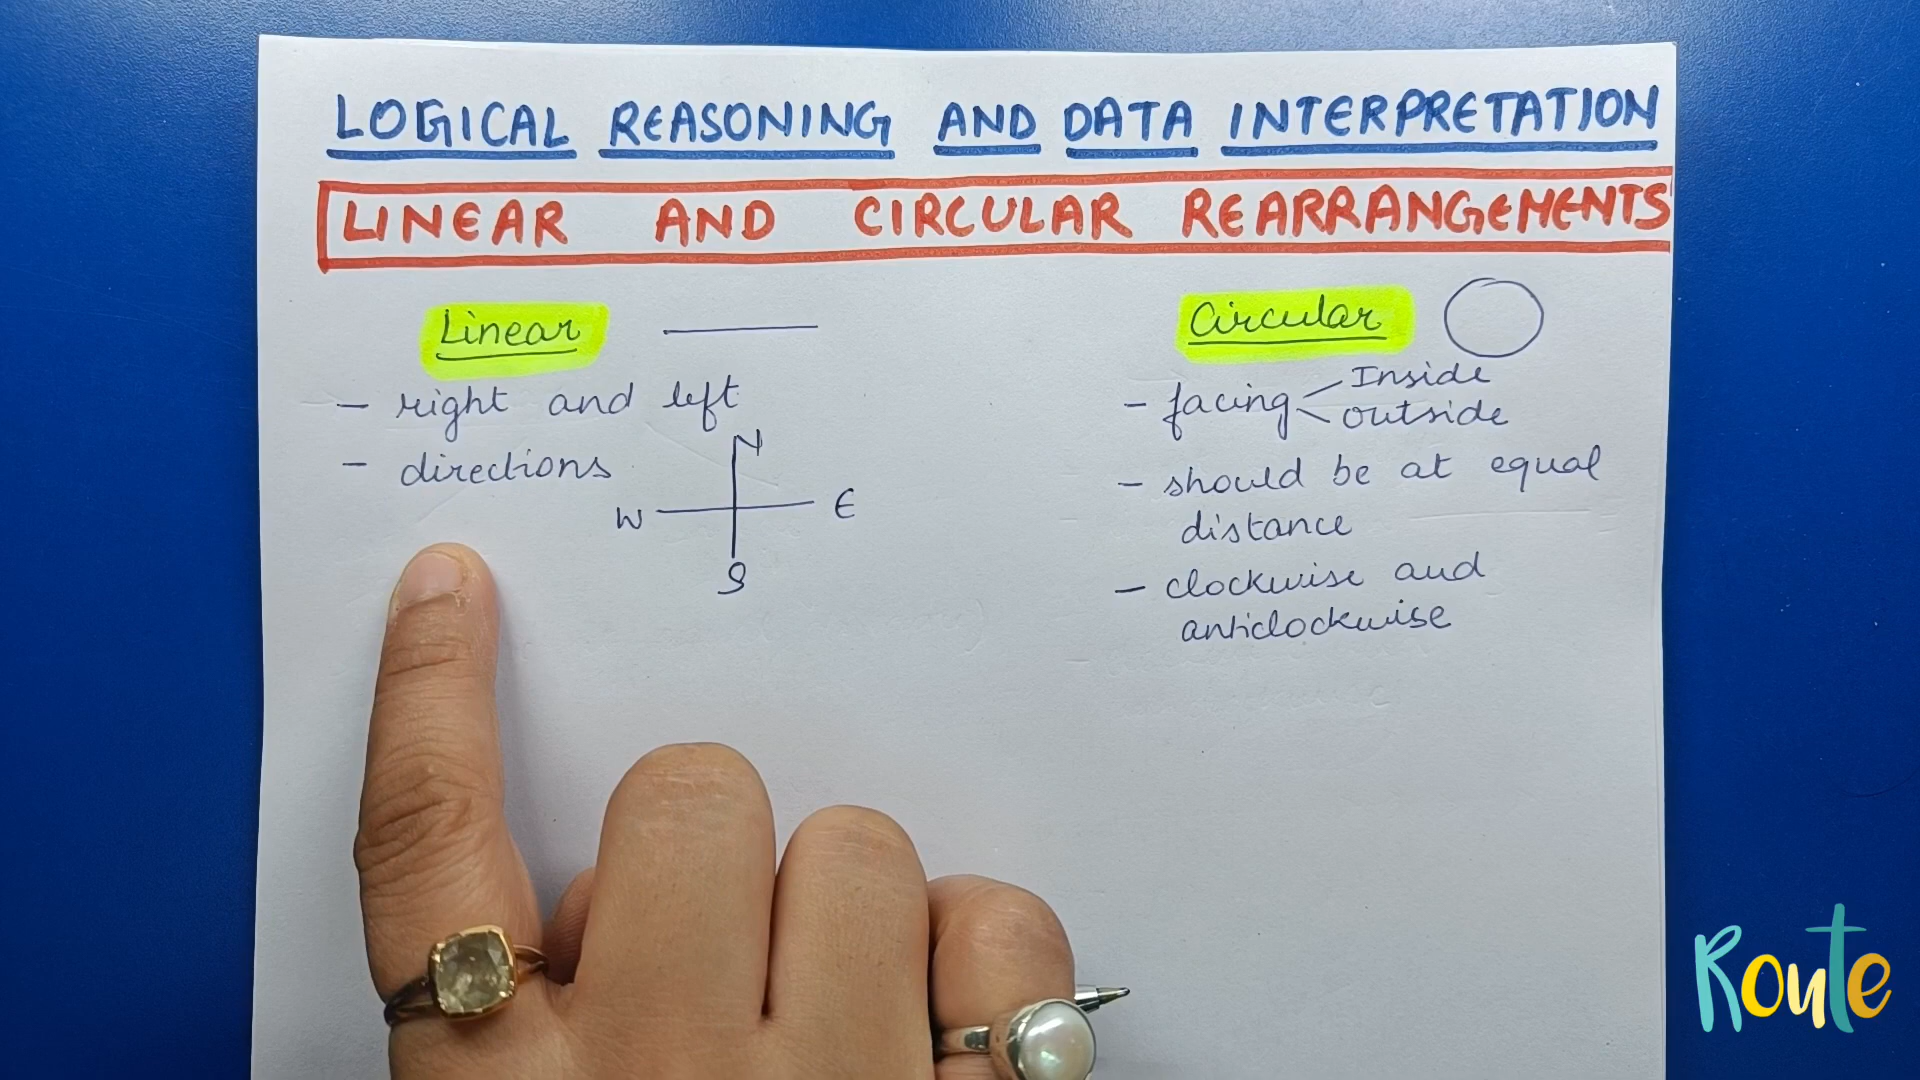 LOGICAL REASONING AND DATA INTERPRETATION
LINEAR AND CIRCULAR REARRANGEMENTS
Linear
- right and left
- directions
N
W E
S
Circular
- facing Inside
outside
- should be at equal
distance
- clockwise and
anticlockwise
Route